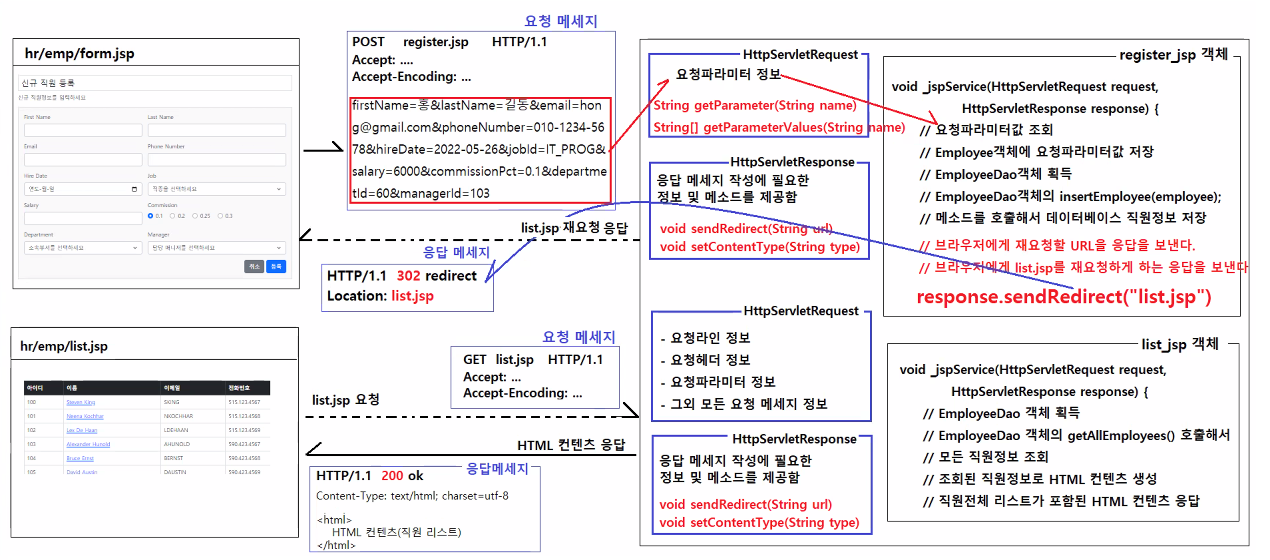 요청 메세지
hr/emp/form.jsp
신규 직원 등록
신규 직원정보를 입력하세요
First Name
Last Name
Email
Phone Number
Hire Date
Job
연도-월-일
직종을 선택하세요
Salary
Commission
0.1 0.2 0.25 0.3
Department
Manager
소속부서를 선택하세요
담당 매니저를 선택하세요
취소 등록
POST register.jsp HTTP/1.1
Accept: ....
Accept-Encoding: ...
firstName=홍&lastName=길동&email=hon
g@gmail.com&phoneNumber=010-1234-56
78&hireDate=2022-05-26&jobId=IT_PROG&
salary=6000&commissionPct=0.1&departme
tId=60&managerId=103
list.jsp 재요청 응답
응답 메세지
HTTP/1.1 302 redirect
Location: list.jsp
HttpServletRequest
요청파라미터 정보
String getParameter(String name)
String[] getParameterValues(String name)
HttpServletResponse
응답 메세지 작성에 필요한
정보 및 메소드를 제공함
void sendRedirect(String url)
void setContentType(String type)
register_jsp 객체
void _jspService(HttpServletRequest request,
HttpServletResponse response) {
// 요청파라미터값 조회
// Employee객체에 요청파라미터값 저장
// EmployeeDao객체 획득
// EmployeeDao객체의 insertEmployee(employee);
// 메소드를 호출해서 데이터베이스 직원정보 저장
// 브라우저에게 재요청할 URL을 응답을 보낸다.
// 브라우저에게 list.jsp를 재요청하게 하는 응답을 보낸다
response.sendRedirect("list.jsp")
hr/emp/list.jsp
아이디 이름 이메일 전화번호
100 Steven King SKING 515.123.4567
101 Neena Kochhar NKOCHHAR 515.123.4568
102 Lex De Haan LDEHAAN 515.123.4569
103 Alexander Hunold AHUNOLD 590.423.4567
104 Bruce Ernst BERNST 590.423.4568
105 David Austin DAUSTIN 590.423.4569
요청 메세지
GET list.jsp HTTP/1.1
Accept: ...
Accept-Encoding: ...
list.jsp 요청
HTML 컨텐츠 응답
응답메세지
HTTP/1.1 200 ok
Content-Type: text/html; charset=utf-8
<html>
HTML 컨텐츠(직원 리스트)
</html>
HttpServletRequest
- 요청라인 정보
- 요청헤더 정보
- 요청파라미터 정보
- 그외 모든 요청 메세지 정보
HttpServletResponse
응답 메세지 작성에 필요한
정보 및 메소드를 제공함
void sendRedirect(String url)
void setContentType(String type)
list_jsp 객체
void _jspService(HttpServletRequest request,
HttpServletResponse response) {
// EmployeeDao 객체 획득
// EmployeeDao 객체의 getAllEmployees() 호출해서
// 모든 직원정보 조회
// 조회된 직원정보로 HTML 컨텐츠 생성
// 직원전체 리스트가 포함된 HTML 컨텐츠 응답